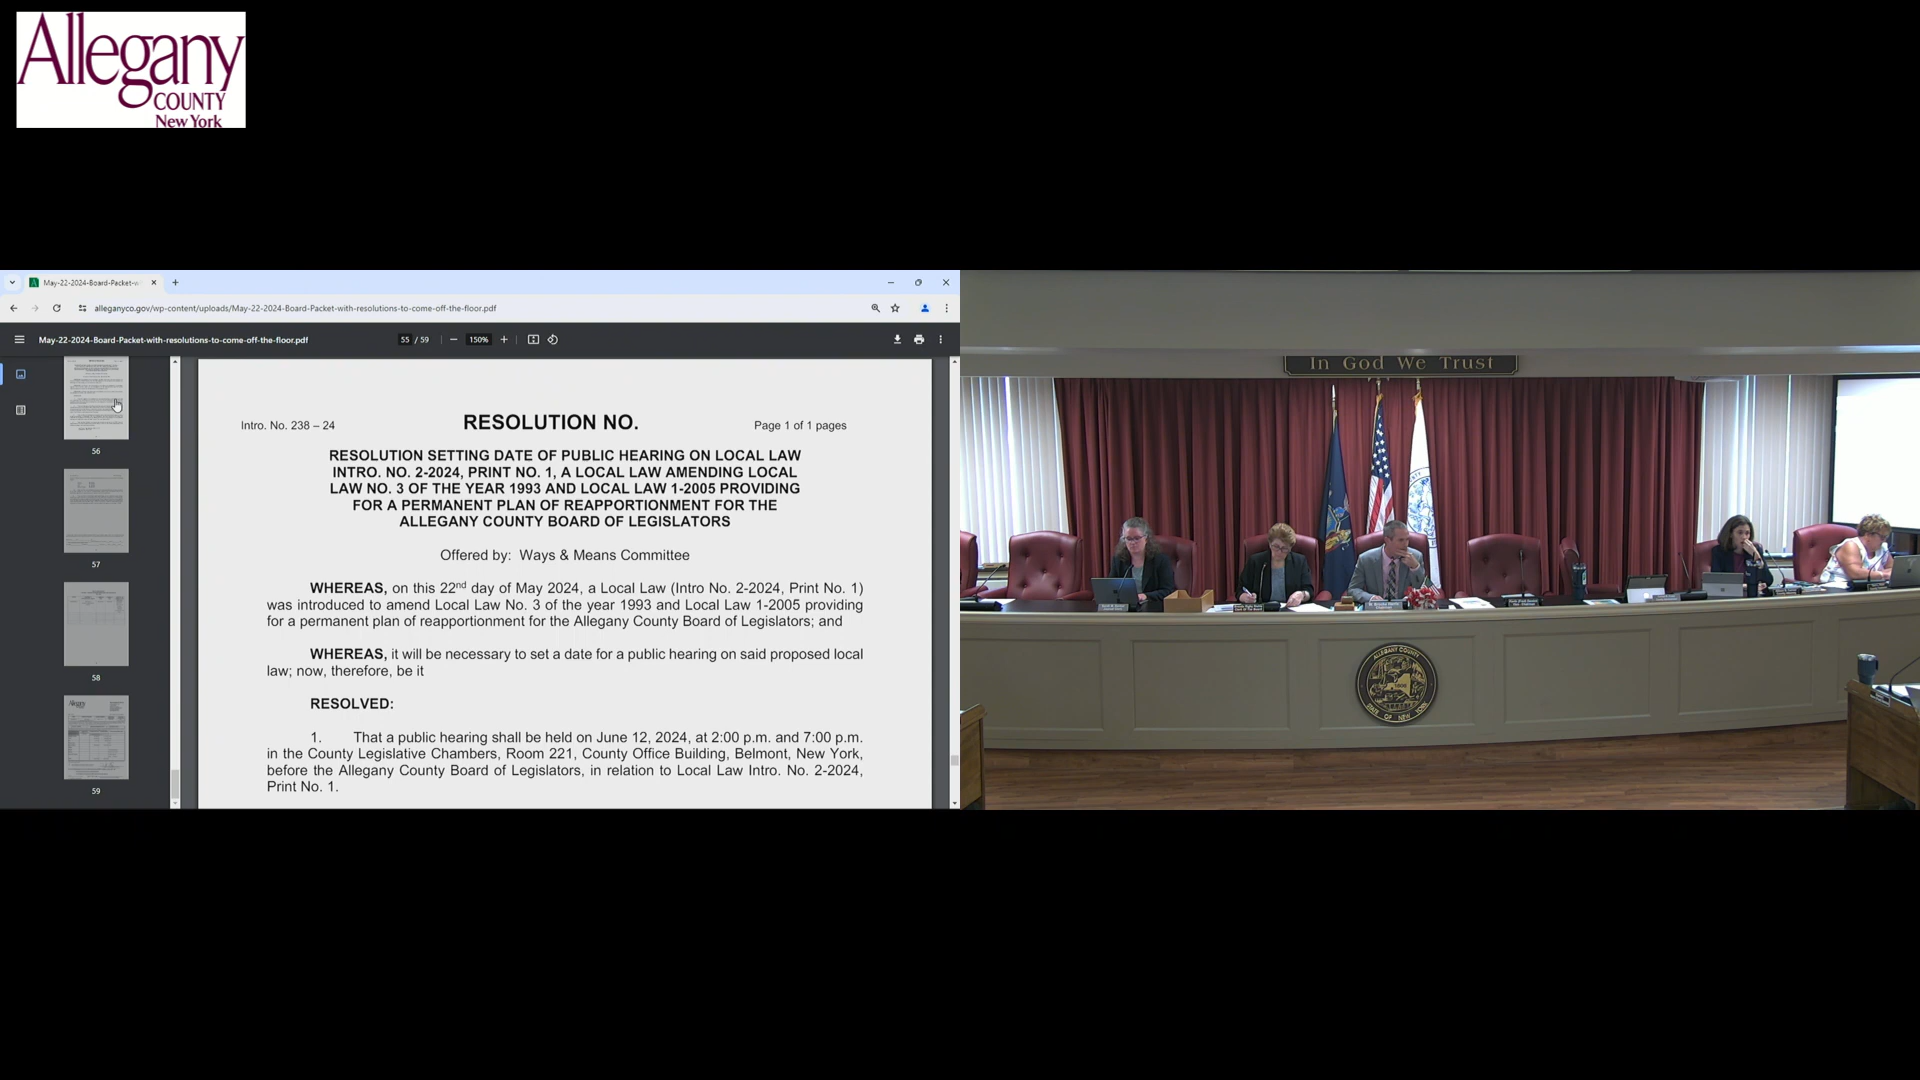 Allegany
COUNTY
New York
May-22-2024-Board-Packet-w
alleganyco.gov/wp-content/uploads/May-22-2024-Board-Packet-with-resolutions-to-come-off-the-floor.pdf
May-22-2024-Board-Packet-with-resolutions-to-come-off-the-floor.pdf
55 / 59
150%
56
57
58
59
Intro. No. 238 – 24
RESOLUTION NO.
Page 1 of 1 pages
RESOLUTION SETTING DATE OF PUBLIC HEARING ON LOCAL LAW
INTRO. NO. 2-2024, PRINT NO. 1, A LOCAL LAW AMENDING LOCAL
LAW NO. 3 OF THE YEAR 1993 AND LOCAL LAW 1-2005 PROVIDING
FOR A PERMANENT PLAN OF REAPPORTIONMENT FOR THE
ALLEGANY COUNTY BOARD OF LEGISLATORS
Offered by: Ways & Means Committee
WHEREAS, on this 22nd day of May 2024, a Local Law (Intro No. 2-2024, Print No. 1)
was introduced to amend Local Law No. 3 of the year 1993 and Local Law 1-2005 providing
for a permanent plan of reapportionment for the Allegany County Board of Legislators; and
WHEREAS, it will be necessary to set a date for a public hearing on said proposed local
law; now, therefore, be it
RESOLVED:
1. That a public hearing shall be held on June 12, 2024, at 2:00 p.m. and 7:00 p.m.
in the County Legislative Chambers, Room 221, County Office Building, Belmont, New York,
before the Allegany County Board of Legislators, in relation to Local Law Intro. No. 2-2024,
Print No. 1.
In God We Trust
ALLEGANY COUNTY
STATE OF NEW YORK